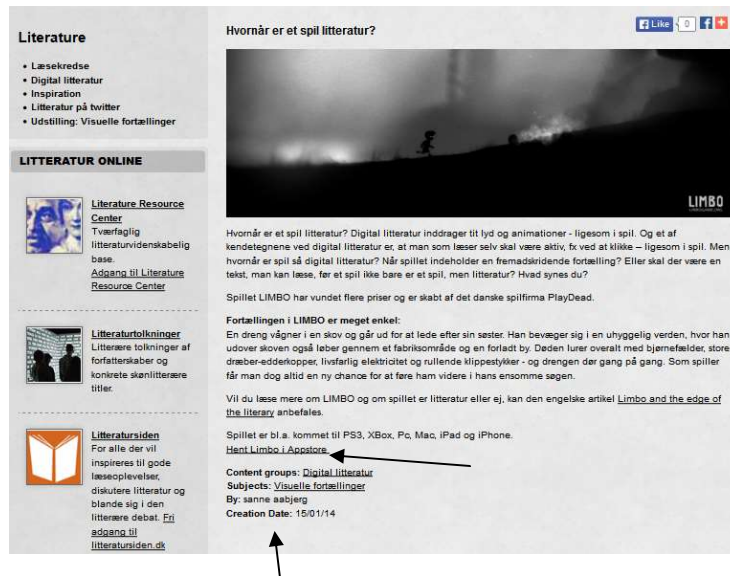 Literature
• Læsekredse
• Digital litteratur
• Inspiration
• Litteratur på twitter
• Udstilling: Visuelle fortællinger
LITTERATUR ONLINE
Literature Resource
Center
Tværfaglig
litteraturvidenskabelig
base.
Adgang til Literature
Resource Center
Litteraturtolkninger
Litterære tolkninger af
forfatterskaber og
konkrete skønlitterære
titler.
Litteratursiden
For alle der vil
inspireres til gode
læseoplevelser,
diskutere litteratur og
blande sig i den
litterære debat. Fri
adgang til
litteratursiden.dk
Hvornår er et spil litteratur?
Like 0
LIMBO
Hvornår er et spil litteratur? Digital litteratur inddrager tit lyd og animationer - ligesom i spil. Og et af
kendetegnene ved digital litteratur er, at man som læser selv skal være aktiv, fx ved at klikke – ligesom i spil. Men
hvornår er spil så digital litteratur? Når spillet indeholder en fremadskridende fortælling? Eller skal der være en
tekst, man kan læse, før et spil ikke bare er et spil, men litteratur? Hvad synes du?
Spillet LIMBO har vundet flere priser og er skabt af det danske spilfirma PlayDead.
Fortællingen i LIMBO er meget enkel:
En dreng vågner i en skov og går ud for at lede efter sin søster. Han bevæger sig i en uhyggelig verden, hvor han
udover skoven også løber gennem et fabriksområde og en forladt by. Døden lurer overalt med bjørnefælder, store
dræber-edderkopper, livsfarlig elektricitet og rullende klippestykker - og drengen dør gang på gang. Som spiller
får man dog altid en ny chance for at føre ham videre i hans ensomme søgen.
Vil du læse mere om LIMBO og om spillet er litteratur eller ej, kan den engelske artikel Limbo and the edge of
the literary anbefales.
Spillet er bl.a. kommet til PS3, XBox, Pc, Mac, iPad og iPhone.
Hent Limbo i Appstore
Content groups: Digital litteratur
Subjects: Visuelle fortællinger
By: sanne aabjerg
Creation Date: 15/01/14